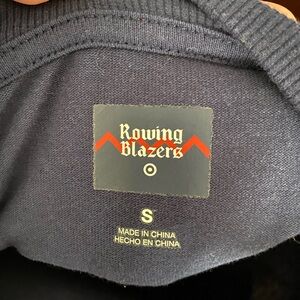 Rowing
Blazers
S
MADE IN CHINA
HECHO EN CHINA